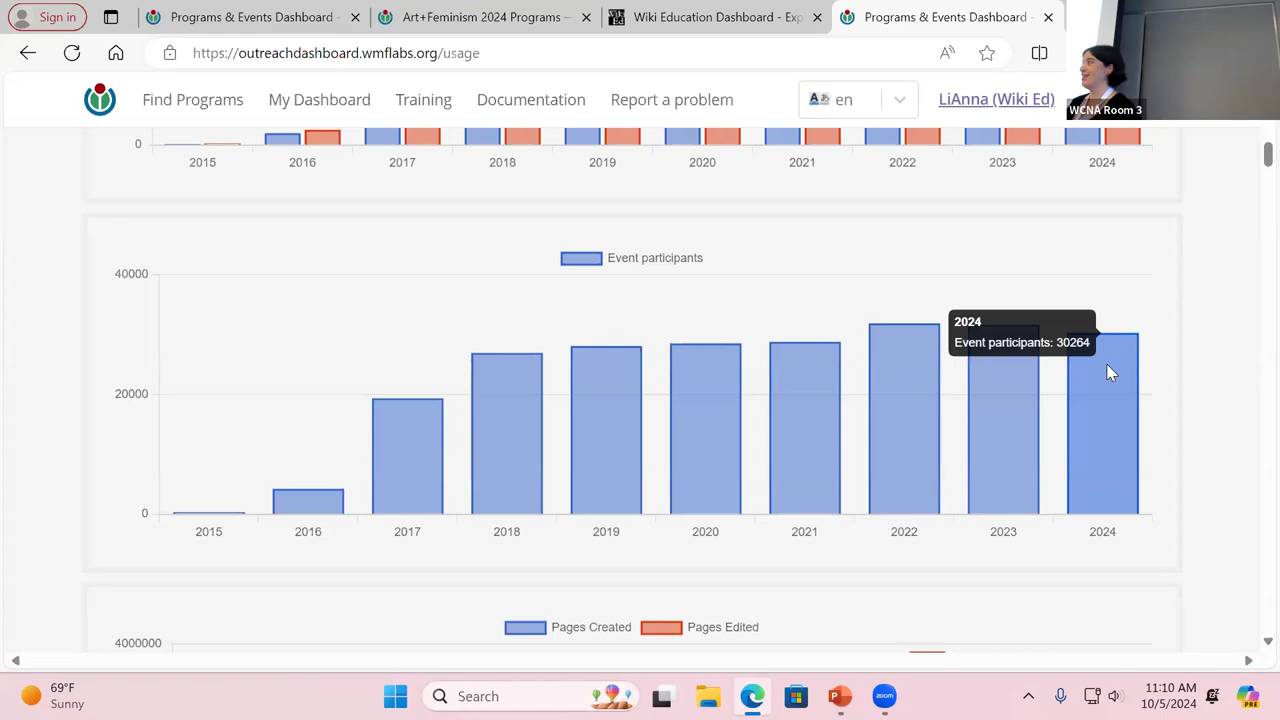 Sign in
Programs & Events Dashboard -
Art+Feminism 2024 Programs –
Wiki Education Dashboard - Exp
Programs & Events Dashboard -
https://outreachdashboard.wmflabs.org/usage
Find Programs
My Dashboard
Training
Documentation
Report a problem
en
LiAnna (Wiki Ed)
WCNA Room 3
0
2015 2016 2017 2018 2019 2020 2021 2022 2023 2024
Event participants
40000
2024
Event participants: 30264
20000
0
2015 2016 2017 2018 2019 2020 2021 2022 2023 2024
Pages Created Pages Edited
4000000
69°F
Sunny
Search
11:10 AM
10/5/2024
PRE